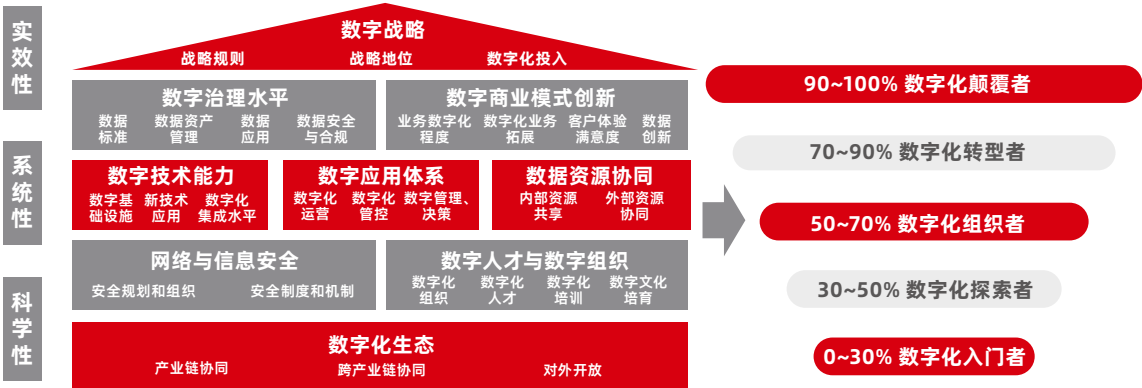 实效性
系统性
科学性
数字战略
战略规则 战略地位 数字化投入
数字治理水平
数据标准 数据资产管理 数据应用 数据安全与合规
数字商业模式创新
业务数字化程度 数字化业务拓展 客户体验满意度 数据创新
数字技术能力
数字基础设施 新技术应用 数字化集成水平
数字应用体系
数字化运营 数字化管控 数字管理、决策
数据资源协同
内部资源共享 外部资源协同
网络与信息安全
安全规划和组织 安全制度和机制
数字人才与数字组织
数字化组织 数字化人才 数字化培训 数字文化培育
数字化生态
产业链协同 跨产业链协同 对外开放
90~100% 数字化颠覆者
70~90% 数字化转型者
50~70% 数字化组织者
30~50% 数字化探索者
0~30% 数字化入门者